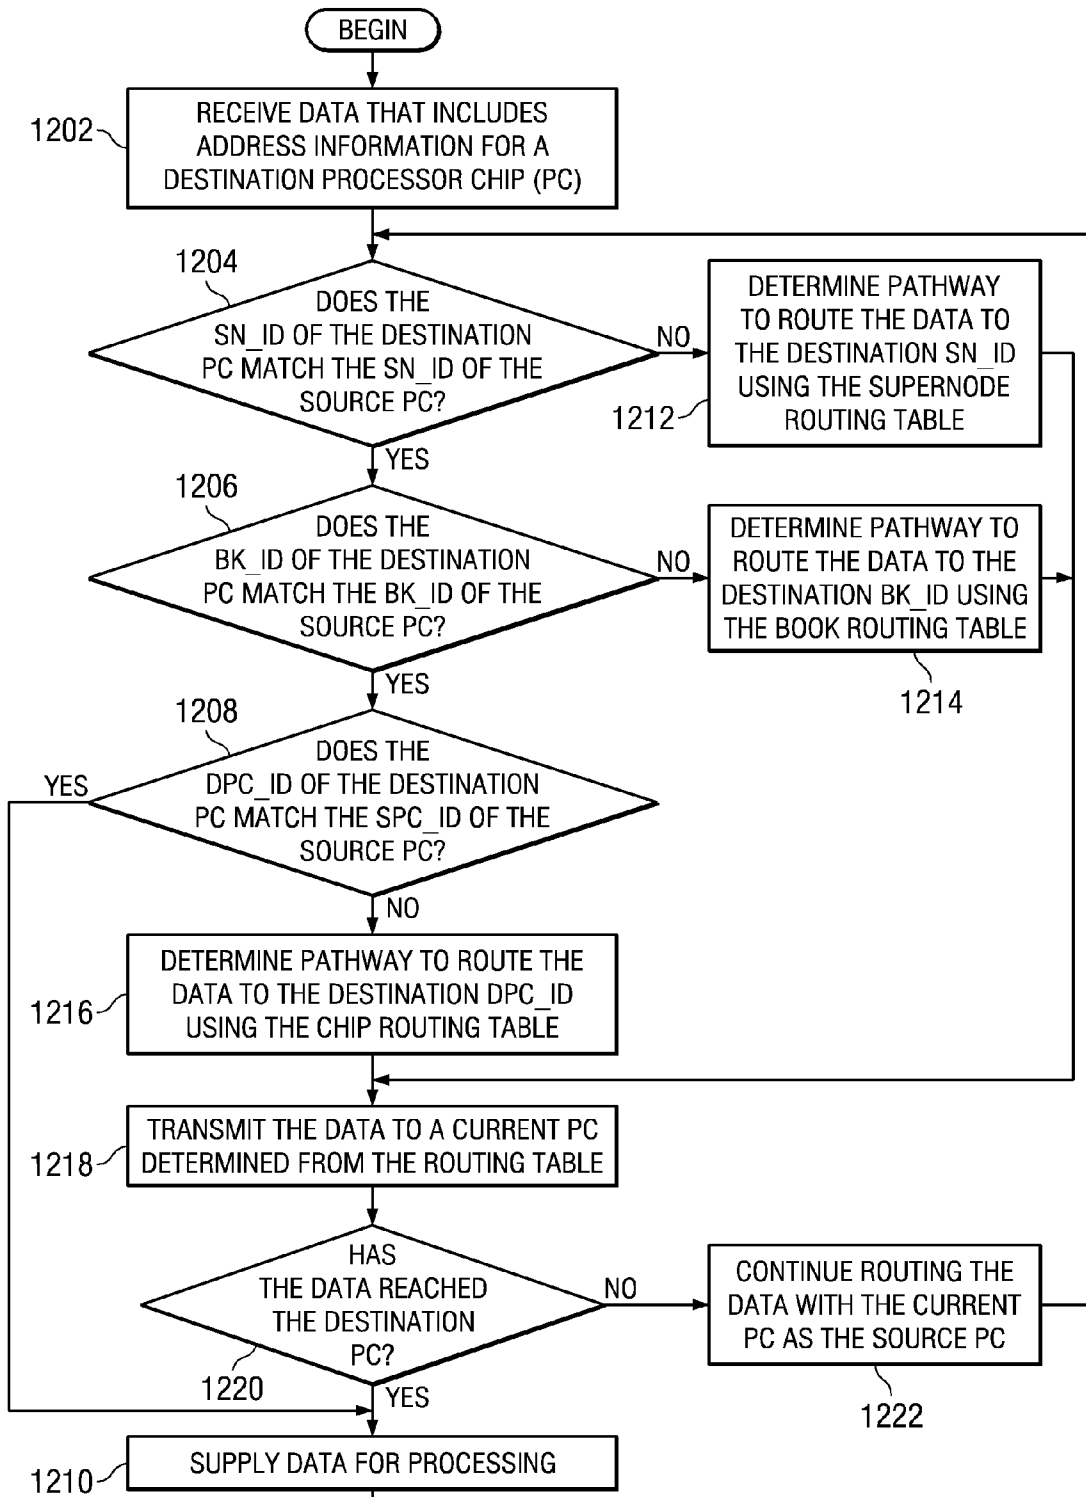 BEGIN
1202
RECEIVE DATA THAT INCLUDES
ADDRESS INFORMATION FOR A
DESTINATION PROCESSOR CHIP (PC)
1204
DOES THE
SN_ID OF THE DESTINATION
PC MATCH THE SN_ID OF THE
SOURCE PC?
NO
DETERMINE PATHWAY
TO ROUTE THE DATA TO
THE DESTINATION SN_ID
USING THE SUPERNODE
ROUTING TABLE
1212
YES
1206
DOES THE
BK_ID OF THE DESTINATION
PC MATCH THE BK_ID OF THE
SOURCE PC?
NO
DETERMINE PATHWAY TO
ROUTE THE DATA TO THE
DESTINATION BK_ID USING
THE BOOK ROUTING TABLE
1214
YES
1208
DOES THE
DPC_ID OF THE DESTINATION
PC MATCH THE SPC_ID OF THE
SOURCE PC?
YES
NO
1216
DETERMINE PATHWAY TO ROUTE THE
DATA TO THE DESTINATION DPC_ID
USING THE CHIP ROUTING TABLE
1218
TRANSMIT THE DATA TO A CURRENT PC
DETERMINED FROM THE ROUTING TABLE
HAS
THE DATA REACHED
THE DESTINATION
PC?
1220
NO
CONTINUE ROUTING THE
DATA WITH THE CURRENT
PC AS THE SOURCE PC
1222
YES
1210
SUPPLY DATA FOR PROCESSING